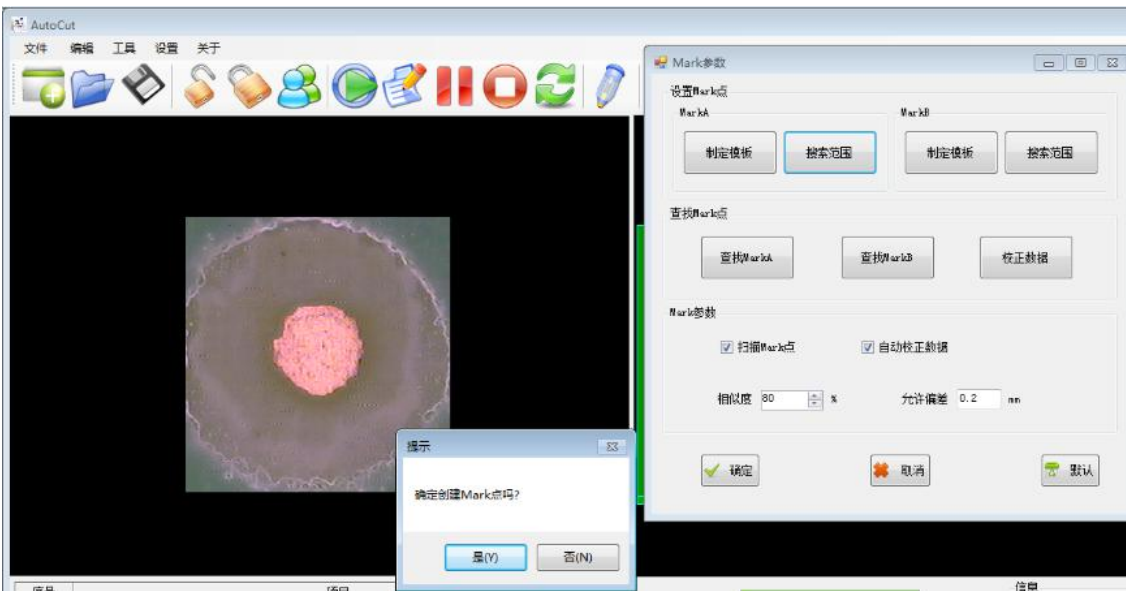 AutoCut
文件 编辑 工具 设置 关于
Mark参数
设置Mark点
MarkA
MarkB
制定模板 搜索范围 制定模板 搜索范围
查找Mark点
查找MarkA 查找MarkB 校正数据
Mark参数
扫描Mark点 自动校正数据
相似度 80 % 允许偏差 0.2 mm
确定 取消 默认
提示
确定创建Mark点吗?
是(Y) 否(N)
序号 项目 信息